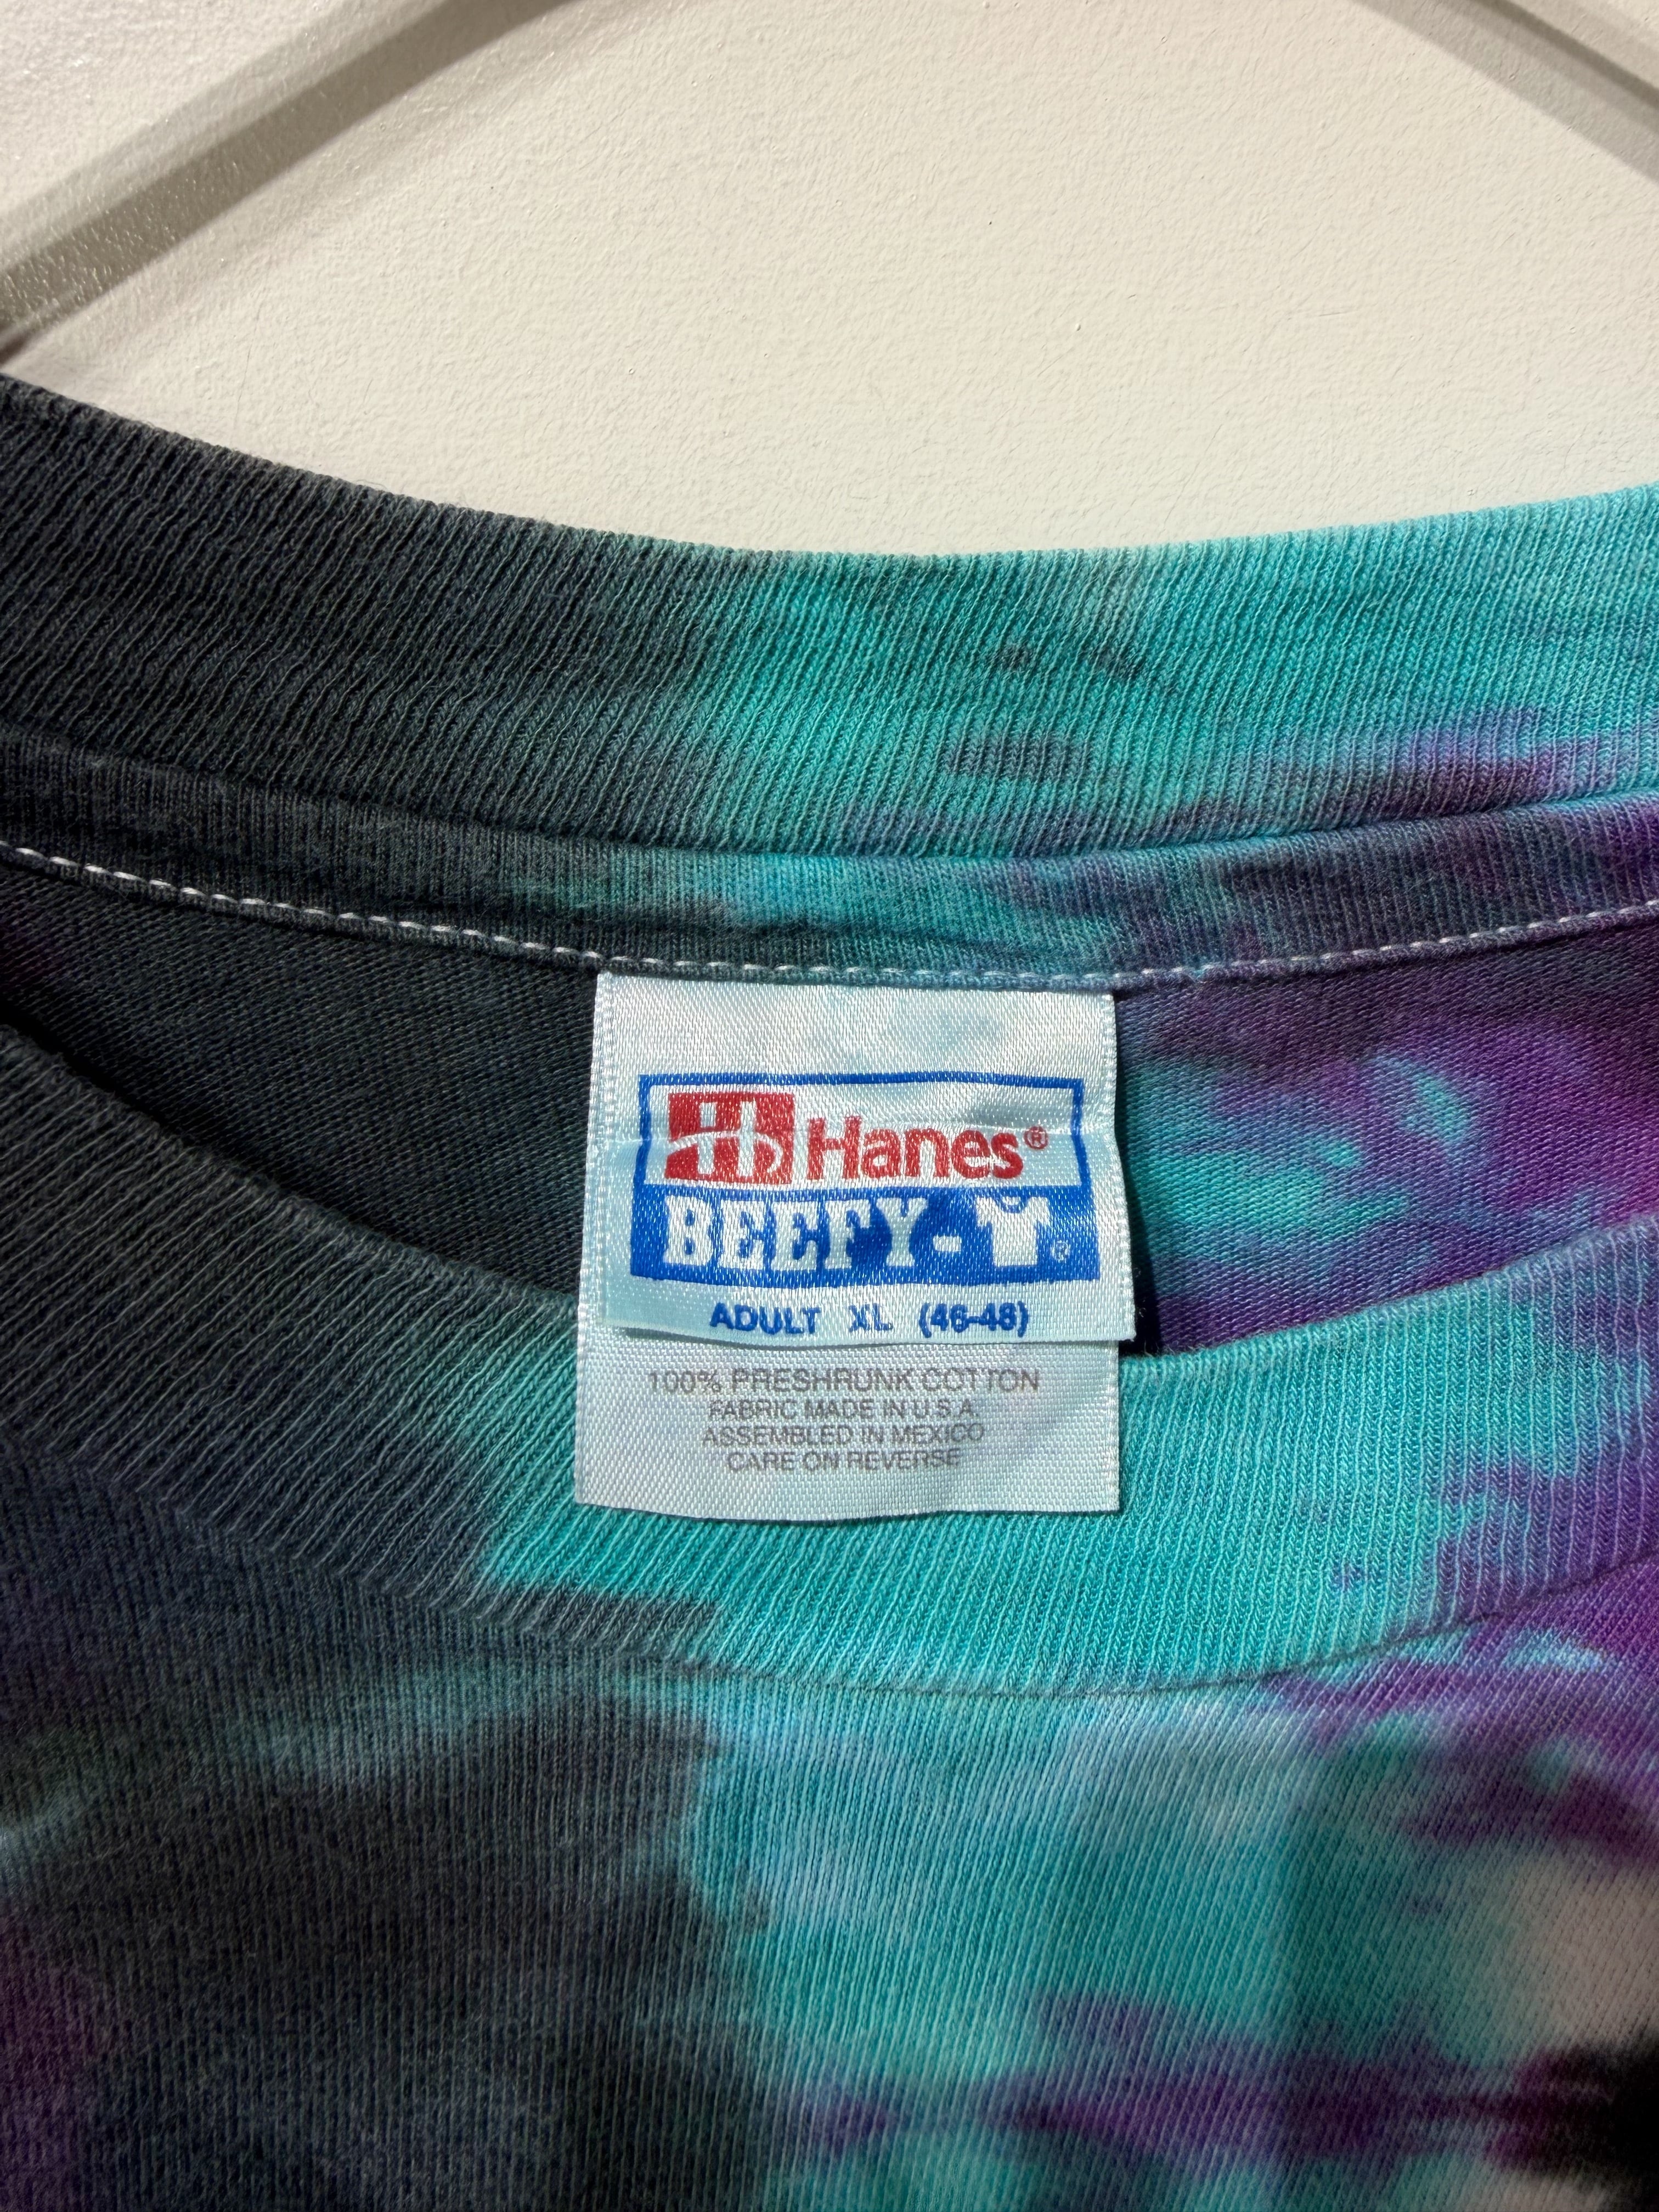 Hanes®
BEEFY-
®
ADULT XL (46-48)
100% PRESHRUNK COTTON
FABRIC MADE IN U.S.A.
ASSEMBLED IN MEXICO
CARE ON REVERSE